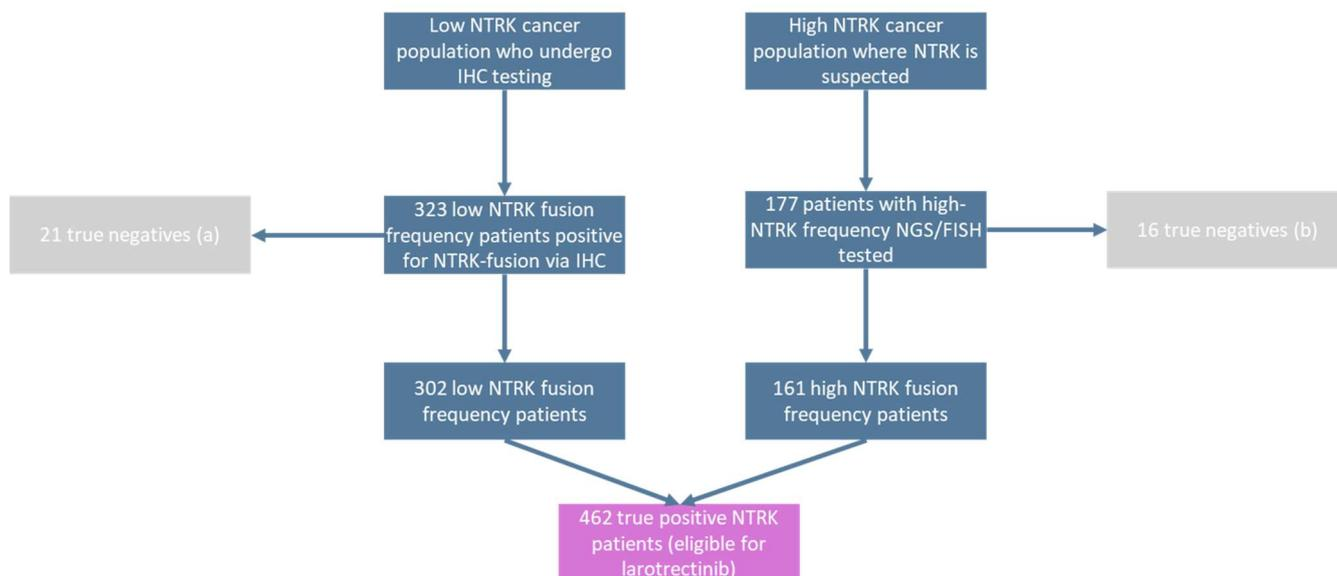 Low NTRK cancer
population who undergo
IHC testing
High NTRK cancer
population where NTRK is
suspected
21 true negatives (a)
323 low NTRK fusion
frequency patients positive
for NTRK-fusion via IHC
177 patients with high-
NTRK frequency NGS/FISH
tested
16 true negatives (b)
302 low NTRK fusion
frequency patients
161 high NTRK fusion
frequency patients
462 true positive NTRK
patients (eligible for
larotrectinib)